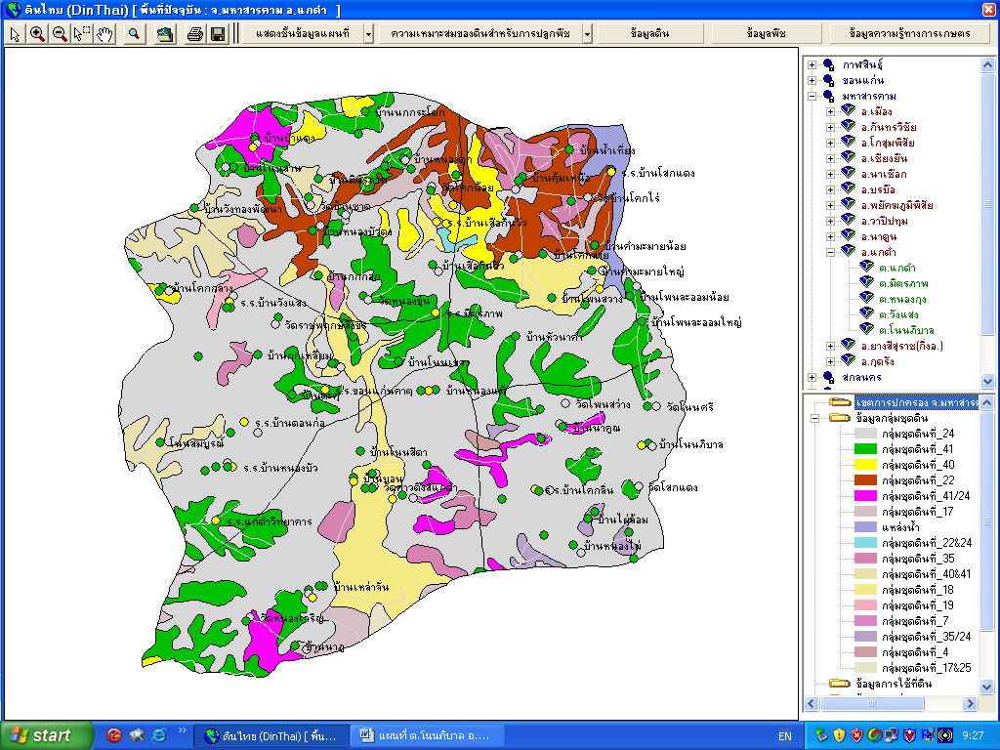 ดินไทย (DinThai) [ พื้นที่ปัจจุบัน : จ.มหาสารคาม อ.แกดำ ]
แสดงชั้นข้อมูลแผนที่
ความเหมาะสมของดินสำหรับการปลูกพืช
ข้อมูลดิน
ข้อมูลพืช
ข้อมูลความรู้ทางการเกษตร
บ้านหนกกระโดก
บ้านป่าแดง
บ้านโนนสำน
บ้านน้ำเที่ยง
ร.ร.บ้านโสกแดง
บ้านคุ้มเหนือ
วัดบ้านโคกไร่
วัดโคกน้อย
บ้านวังทองพัฒนา
วัดบ้านขาด
บ้านหนองบัวดง
ร.ร.บ้านเสือกินวัว
บ้านคำมะมายน้อย
บ้านเสือกินวัว
บ้านคำมะมายใหญ่
บ้านโคกกลาง
บ้านโพนสวาง
บ้านโพนละออมน้อย
ร.ร.บ้านวังแสง
วัดหนองขุ่น
ร.ร.มิตรภาพ
บ้านโพนละออมใหญ่
บ้านหัวนาคำ
บ้านกุดเหลี่ยม
บ้านโนนเขวา
ร.ร.ขอนแก่นคาตุ
บ้านหนองแก
วัดโพนสว่าง
วัดโนนศรี
ร.ร.บ้านดอนก่อ
บ้านนาคูณ
โนนสมบูรณ์
บ้านโนนสีดา
บ้านโนนภิบาล
ร.ร.บ้านหนองบัว
บ้านบอน
วัดดาวดึงส์แกดำ
ร.ร.บ้านโคกลิ่น
วัดโสกแดง
ร.ร.แกดำวิทยาคาร
บ้านไผ่ล้อม
บ้านหนองไผ่
บ้านเหล่าจั่น
วัดหนองเจริญ
บ้านนาภู
กาฬสินธุ์
ขอนแก่น
มหาสารคาม
อ.เมือง
อ.กันทรวิชัย
อ.โกสุมพิสัย
อ.เชียงยืน
อ.นาเชือก
อ.บรบือ
อ.พยัคฆภูมิพิสัย
อ.วาปีปทุม
อ.นาดูน
อ.แกดำ
ต.แกดำ
ต.มิตรภาพ
ต.หนองกุง
ต.วังแสง
ต.โนนภิบาล
อ.ยางสีสุราช(กิ่งอ.)
อ.กุดรัง
สกลนคร
เขตการปกครอง จ.มหาสารค
ข้อมูลกลุ่มชุดดิน
กลุ่มชุดดินที่_24
กลุ่มชุดดินที่_41
กลุ่มชุดดินที่_40
กลุ่มชุดดินที่_22
กลุ่มชุดดินที่_41/24
กลุ่มชุดดินที่_17
แหล่งน้ำ
กลุ่มชุดดินที่_22&24
กลุ่มชุดดินที่_35
กลุ่มชุดดินที่_40&41
กลุ่มชุดดินที่_18
กลุ่มชุดดินที่_19
กลุ่มชุดดินที่_7
กลุ่มชุดดินที่_35/24
กลุ่มชุดดินที่_4
กลุ่มชุดดินที่_17&25
ข้อมูลการใช้ที่ดิน
start
ดินไทย (DinThai) [ พื้น...
แผนที่ ต.โนนภิบาล อ....
EN
9:27